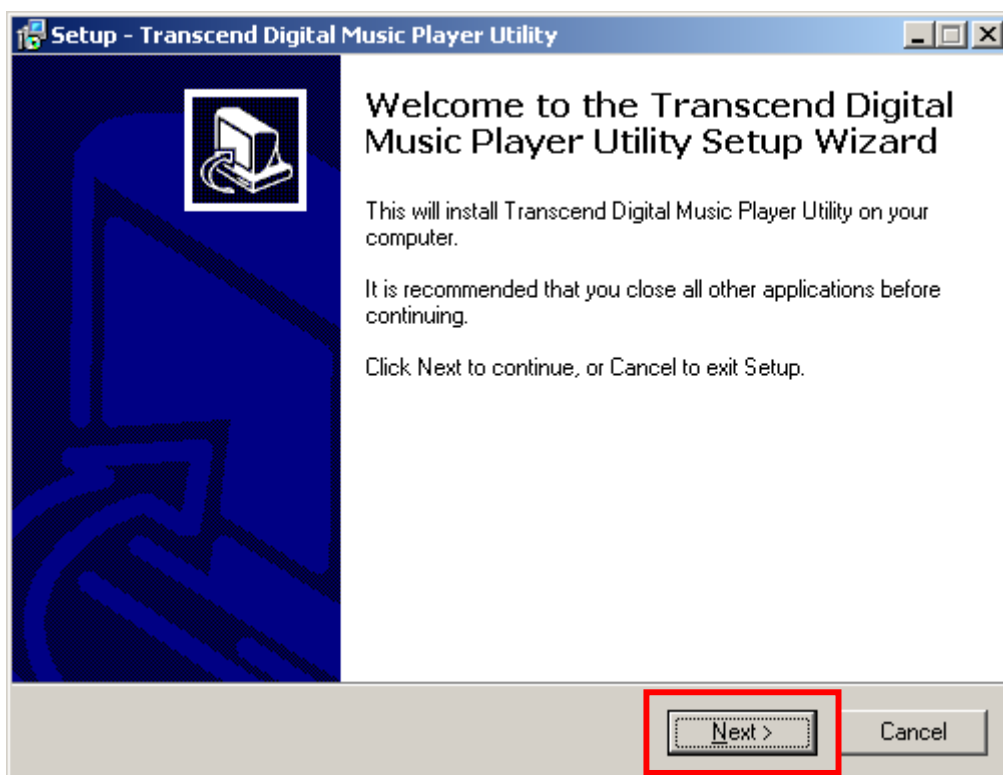 Setup - Transcend Digital Music Player Utility
Welcome to the Transcend Digital
Music Player Utility Setup Wizard
This will install Transcend Digital Music Player Utility on your
computer.
It is recommended that you close all other applications before
continuing.
Click Next to continue, or Cancel to exit Setup.
Next > Cancel